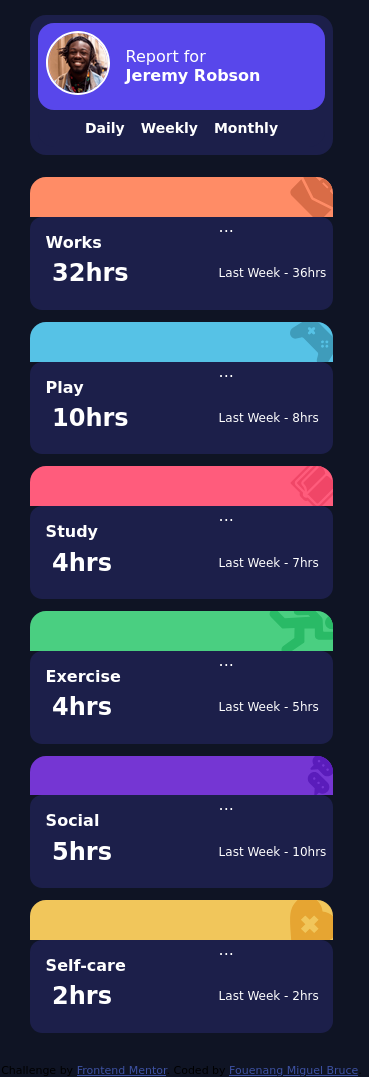 Report for
Jeremy Robson
Daily Weekly Monthly
...
Works
32hrs Last Week - 36hrs
...
Play
10hrs Last Week - 8hrs
...
Study
4hrs Last Week - 7hrs
...
Exercise
4hrs Last Week - 5hrs
...
Social
5hrs Last Week - 10hrs
...
Self-care
2hrs Last Week - 2hrs
Challenge by Frontend Mentor. Coded by Fouenang Miguel Bruce